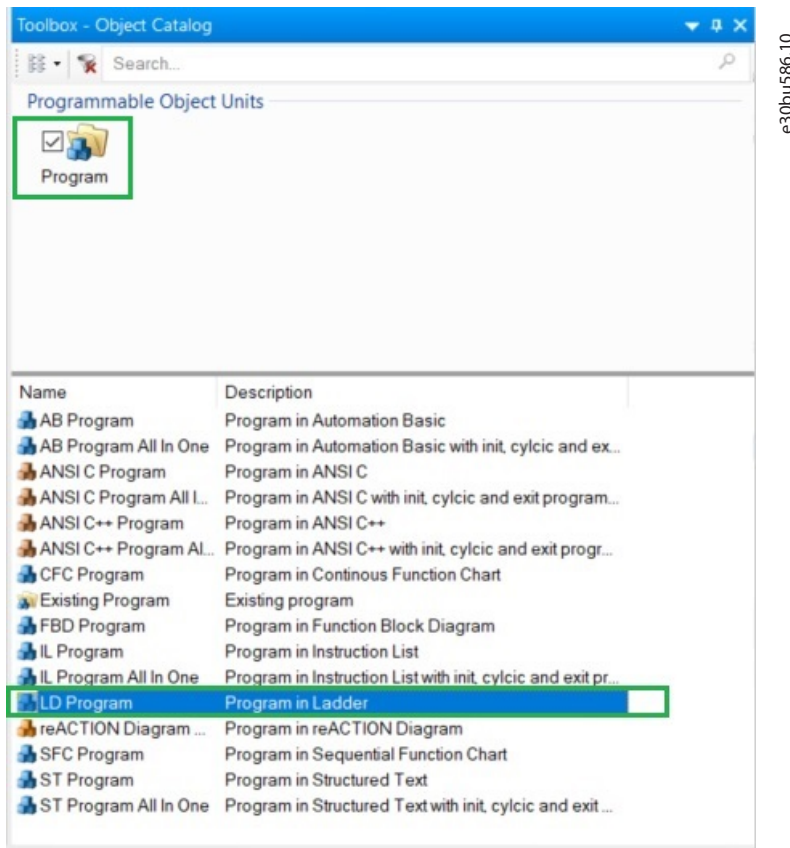 Toolbox - Object Catalog
Search...
Programmable Object Units
Program
Name Description
AB Program Program in Automation Basic
AB Program All In One Program in Automation Basic with init, cylcic and ex...
ANSI C Program Program in ANSI C
ANSI C Program All I... Program in ANSI C with init, cylcic and exit program...
ANSI C++ Program Program in ANSI C++
ANSI C++ Program Al... Program in ANSI C++ with init, cylcic and exit progr...
CFC Program Program in Continous Function Chart
Existing Program Existing program
FBD Program Program in Function Block Diagram
IL Program Program in Instruction List
IL Program All In One Program in Instruction List with init, cylcic and exit pr...
LD Program Program in Ladder
reACTION Diagram ... Program in reACTION Diagram
SFC Program Program in Sequential Function Chart
ST Program Program in Structured Text
ST Program All In One Program in Structured Text with init, cylcic and exit ...
e30bu586.10